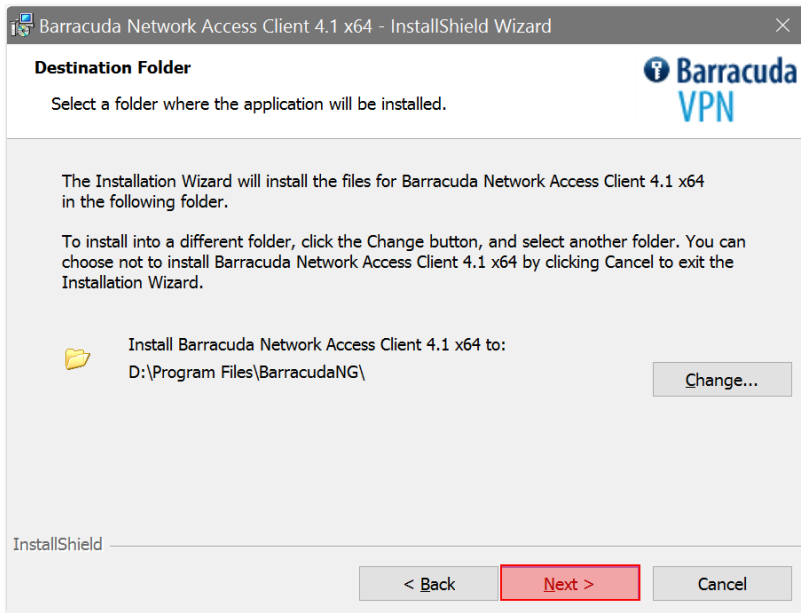 Barracuda Network Access Client 4.1 x64 - InstallShield Wizard
Destination Folder
Select a folder where the application will be installed.
Barracuda
VPN
The Installation Wizard will install the files for Barracuda Network Access Client 4.1 x64
in the following folder.
To install into a different folder, click the Change button, and select another folder. You can
choose not to install Barracuda Network Access Client 4.1 x64 by clicking Cancel to exit the
Installation Wizard.
Install Barracuda Network Access Client 4.1 x64 to:
D:\Program Files\BarracudaNG\
Change...
InstallShield
< Back
Next >
Cancel